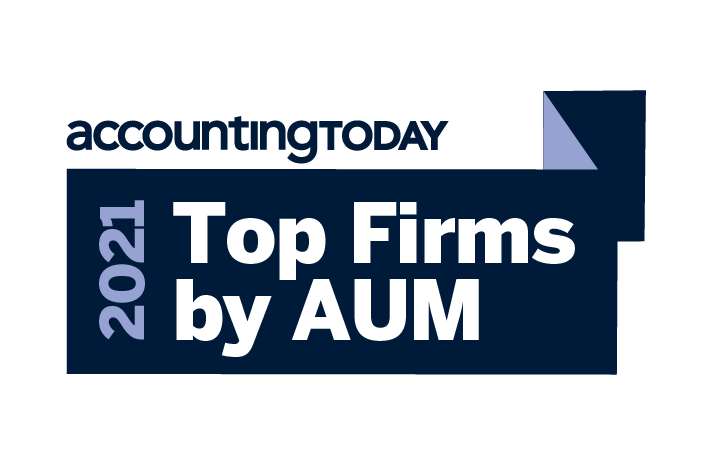 accountingTODAY
2021
Top Firms
by AUM